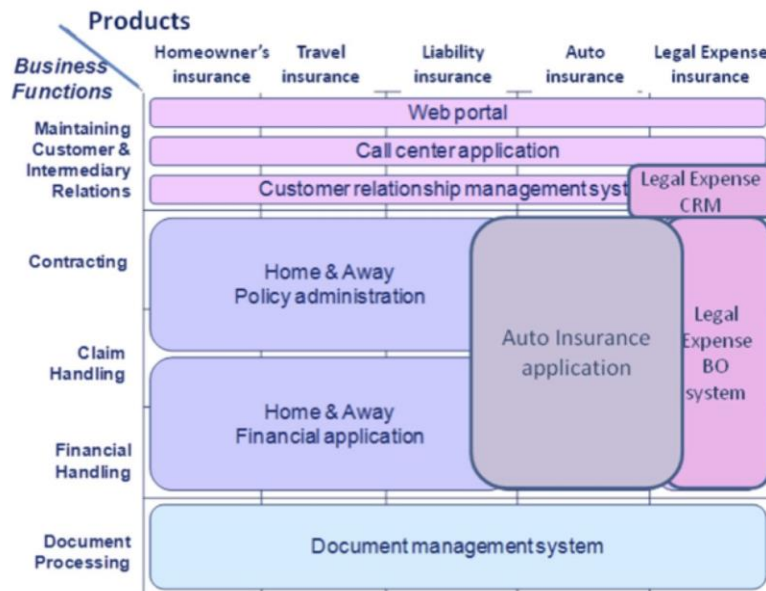 Products
Business
Functions
Homeowner's
insurance
Travel
insurance
Liability
insurance
Auto
insurance
Legal Expense
insurance
Maintaining
Customer &
Intermediary
Relations
Web portal
Call center application
Customer relationship management syst
Legal Expense
CRM
Contracting
Home & Away
Policy administration
Claim
Handling
Auto Insurance
application
Legal
Expense
BO
system
Home & Away
Financial application
Financial
Handling
Document
Processing
Document management system